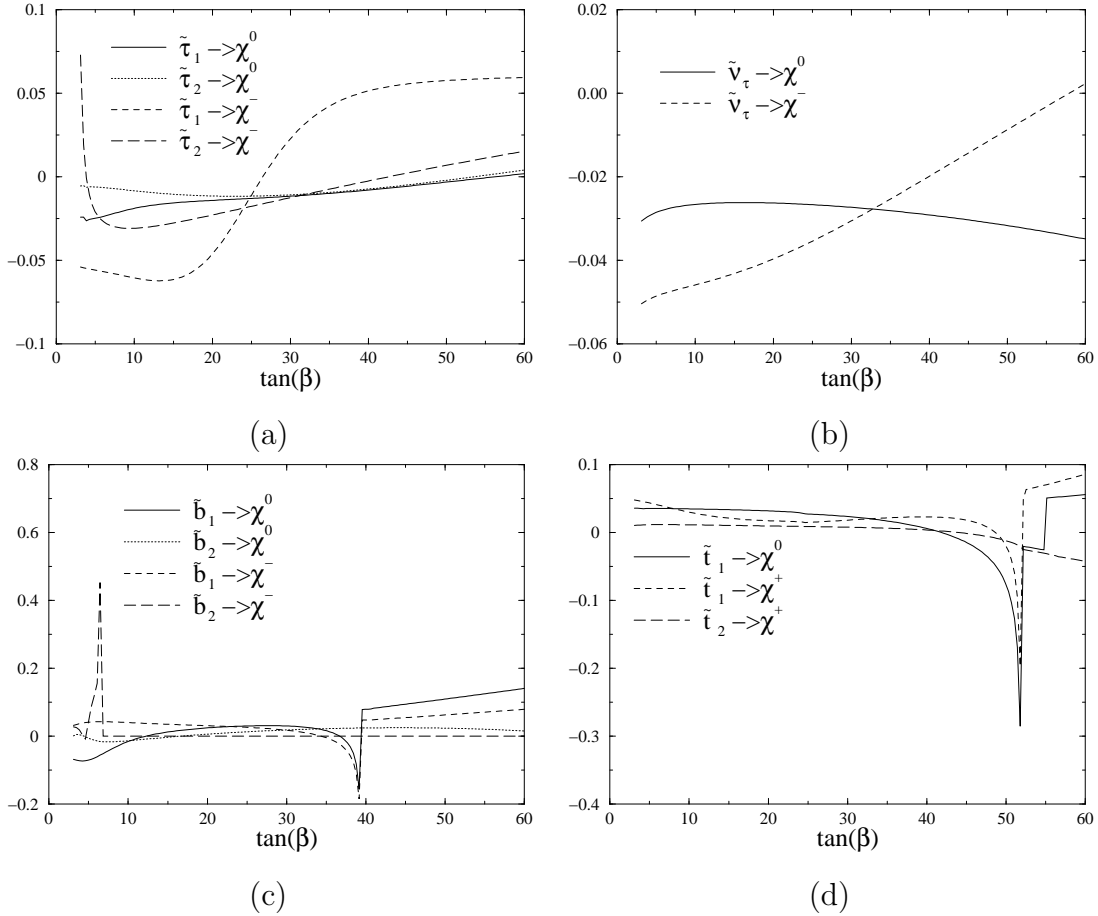 0.1
0.05
0
−0.05
−0.1
0 10 20 30 40 50 60
tan(β)
τ̃₁ −>χ⁰
τ̃₂ −>χ⁰
τ̃₁ −>χ⁻
τ̃₂ −>χ⁻
(a)
0.02
0.00
−0.02
−0.04
−0.06
0 10 20 30 40 50 60
tan(β)
ν̃_τ −>χ⁰
ν̃_τ −>χ⁻
(b)
0.8
0.6
0.4
0.2
0
−0.2
0 10 20 30 40 50 60
tan(β)
b̃₁ −>χ⁰
b̃₂ −>χ⁰
b̃₁ −>χ⁻
b̃₂ −>χ⁻
(c)
0.1
0
−0.1
−0.2
−0.3
−0.4
0 10 20 30 40 50 60
tan(β)
t̃₁ −>χ⁰
t̃₁ −>χ⁺
t̃₂ −>χ⁺
(d)